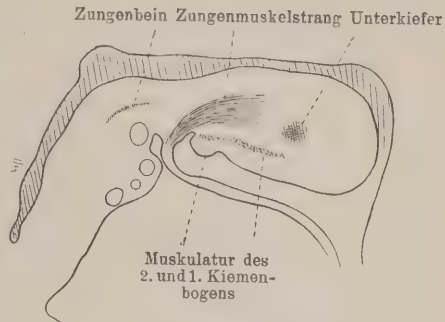 Zungenbein Zungenmuskelstrang Unterkiefer
Muskulatur des
2. und 1. Kiemen-
bogens